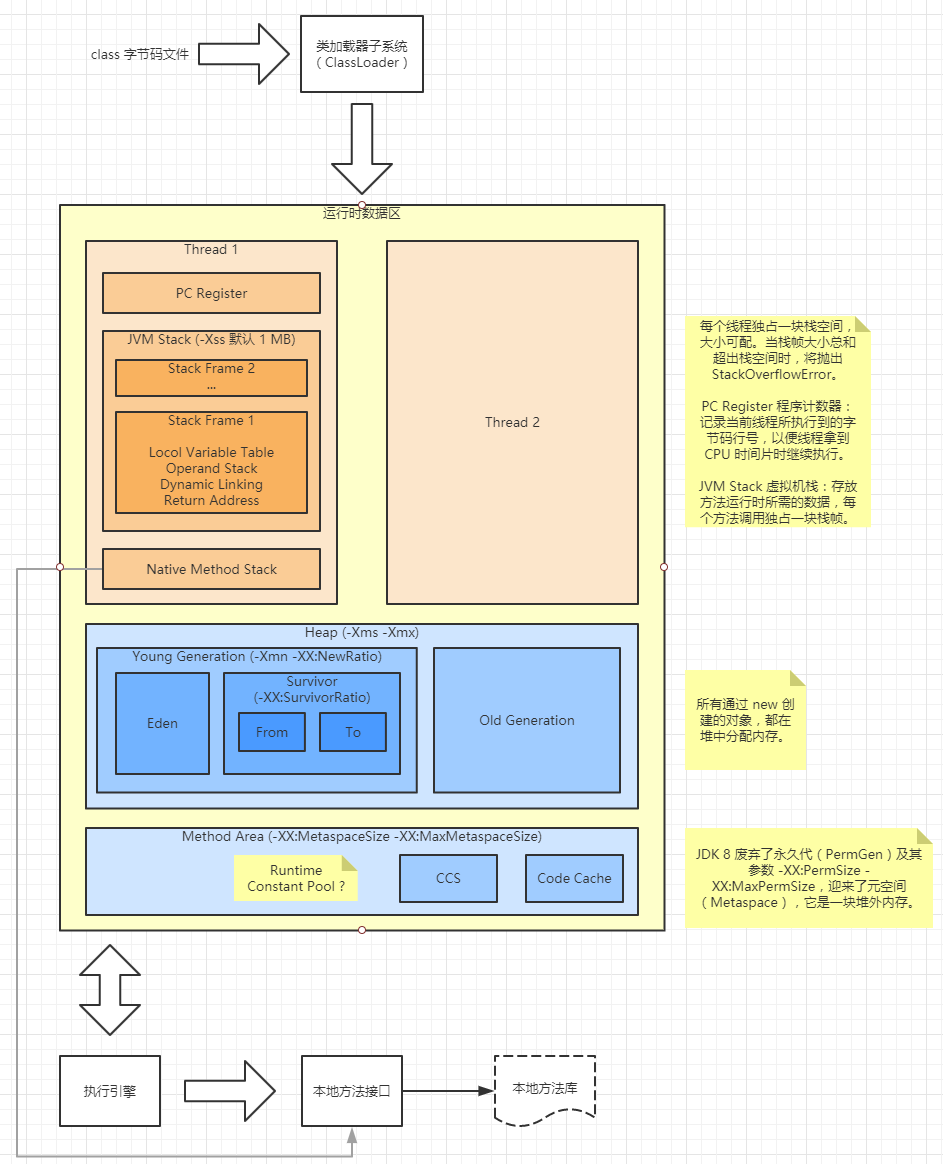 class 字节码文件
类加载器子系统
（ClassLoader）
运行时数据区
Thread 1
PC Register
JVM Stack (-Xss 默认 1 MB)
Stack Frame 2
...
Stack Frame 1
Locol Variable Table
Operand Stack
Dynamic Linking
Return Address
Native Method Stack
Thread 2
每个线程独占一块栈空间，
大小可配。当栈帧大小总和
超出栈空间时，将抛出
StackOverflowError。
PC Register 程序计数器：
记录当前线程所执行到的字
节码行号，以便线程拿到
CPU 时间片时继续执行。
JVM Stack 虚拟机栈：存放
方法运行时所需的数据，每
个方法调用独占一块栈帧。
Heap (-Xms -Xmx)
Young Generation (-Xmn -XX:NewRatio)
Eden
Survivor
(-XX:SurvivorRatio)
From
To
Old Generation
所有通过 new 创
建的对象，都在
堆中分配内存。
Method Area (-XX:MetaspaceSize -XX:MaxMetaspaceSize)
Runtime
Constant Pool？
CCS
Code Cache
JDK 8 废弃了永久代（PermGen）及其
参数 -XX:PermSize -
XX:MaxPermSize，迎来了元空间
（Metaspace），它是一块堆外内存。
执行引擎
本地方法接口
本地方法库